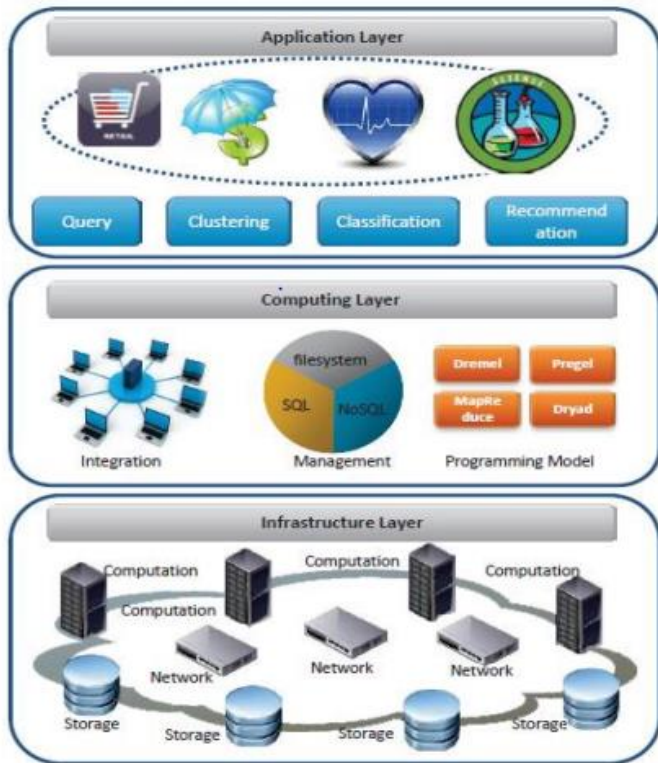 Application Layer
RETAIL
SCIENCE
Query
Clustering
Classification
Recommend
ation
Computing Layer
filesystem
SQL
NoSQL
Dremel
Pregel
MapRe
duce
Dryad
Integration
Management
Programming Model
Infrastructure Layer
Computation
Computation
Computation
Computation
Network
Network
Network
Storage
Storage
Storage
Storage